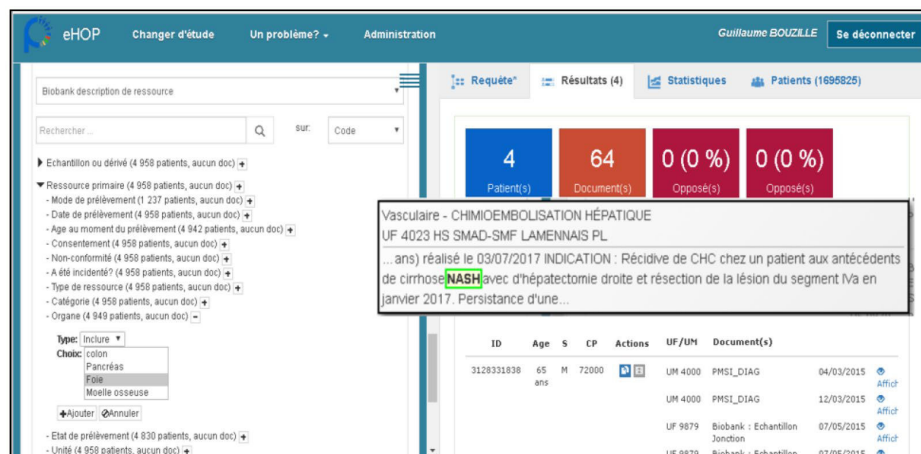 eHOP
Changer d'étude
Un problème?
Administration
Guillaume BOUZILLE
Se déconnecter
Biobank description de ressource
Rechercher ...
sur:
Code
Echantillon ou dérivé (4 958 patients, aucun doc) +
Ressource primaire (4 958 patients, aucun doc) +
- Mode de prélèvement (1 237 patients, aucun doc) +
- Date de prélèvement (4 958 patients, aucun doc) +
- Age au moment du prélèvement (4 942 patients, aucun doc) +
- Consentement (4 958 patients, aucun doc) +
- Non-conformité (4 958 patients, aucun doc) +
- A été incidenté? (4 958 patients, aucun doc) +
- Type de ressource (4 958 patients, aucun doc) +
- Catégorie (4 958 patients, aucun doc) +
- Organe (4 949 patients, aucun doc) -
Type: Inclure
Choix: colon
Pancréas
Foie
Moelle osseuse
+Ajouter
Annuler
- Etat de prélèvement (4 830 patients, aucun doc) +
- Unité (4 958 patients, aucun doc) +
Requête*
Résultats (4)
Statistiques
Patients (1695825)
4
Patient(s)
64
Document(s)
0 (0 %)
Opposé(s)
0 (0 %)
Opposé(s)
Vasculaire - CHIMIOEMBOLISATION HÉPATIQUE
UF 4023 HS SMAD-SMF LAMENNAIS PL
... ans) réalisé le 03/07/2017 INDICATION : Récidive de CHC chez un patient aux antécédents
de cirrhose NASH avec d'hépatectomie droite et résection de la lésion du segment IVa en
janvier 2017. Persistance d'une...
ID Age S CP Actions UF/UM Document(s)
3128331838 65 ans M 72000 UM 4000 PMSI_DIAG 04/03/2015 Affich
UM 4000 PMSI_DIAG 12/03/2015 Affich
UF 9879 Biobank : Echantillon Jonction 07/05/2015 Affich
UF 9879 Biobank : Echantillon 07/05/2015